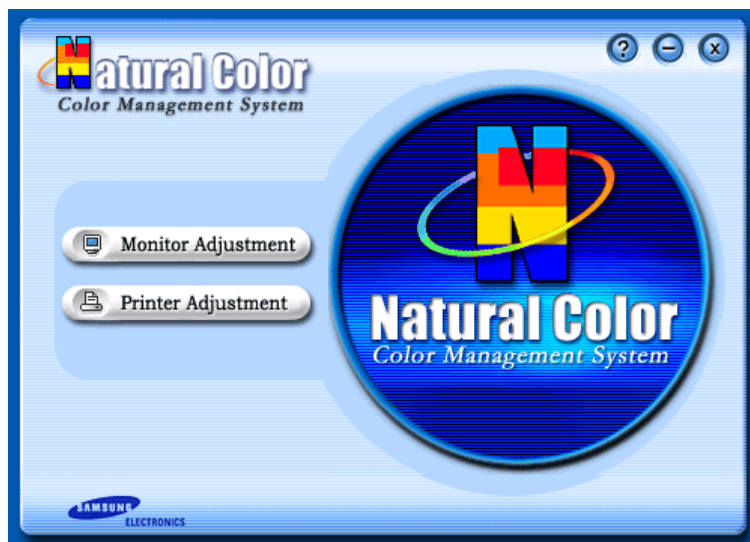 Natural Color
Color Management System
?
Monitor Adjustment
Printer Adjustment
N
Natural Color
Color Management System
SAMSUNG
ELECTRONICS